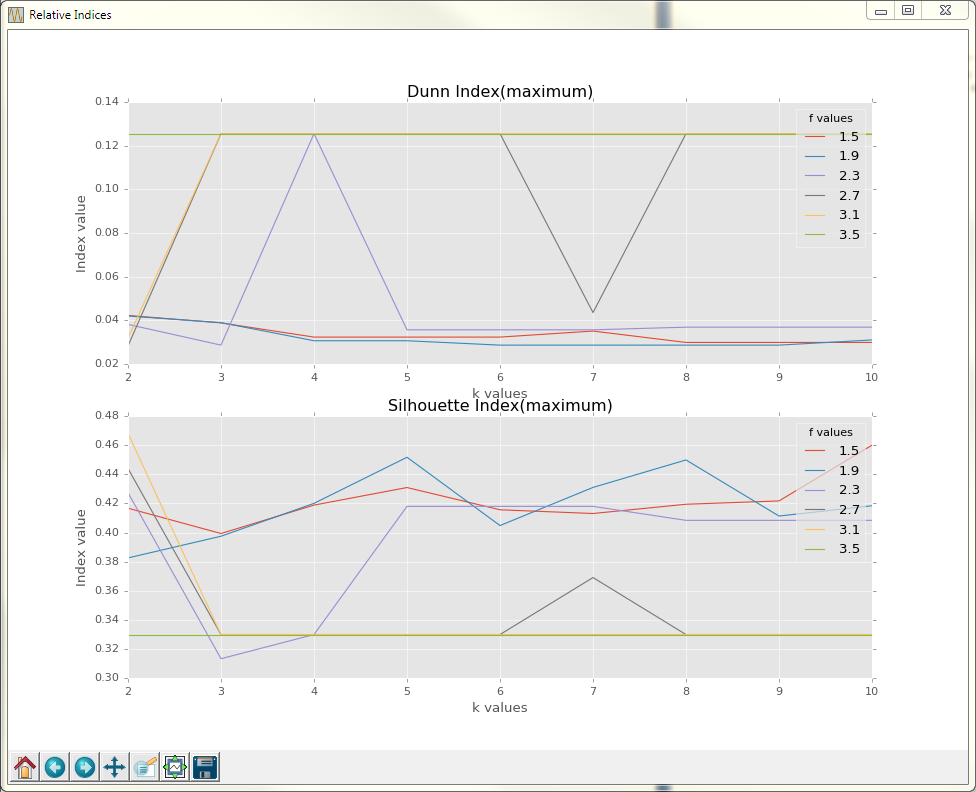 Relative Indices
Dunn Index(maximum)
0.14
0.12
0.10
0.08
0.06
0.04
0.02
Index value
f values
1.5
1.9
2.3
2.7
3.1
3.5
2 3 4 5 6 7 8 9 10
k values
Silhouette Index(maximum)
0.48
0.46
0.44
0.42
0.40
0.38
0.36
0.34
0.32
0.30
Index value
f values
1.5
1.9
2.3
2.7
3.1
3.5
2 3 4 5 6 7 8 9 10
k values